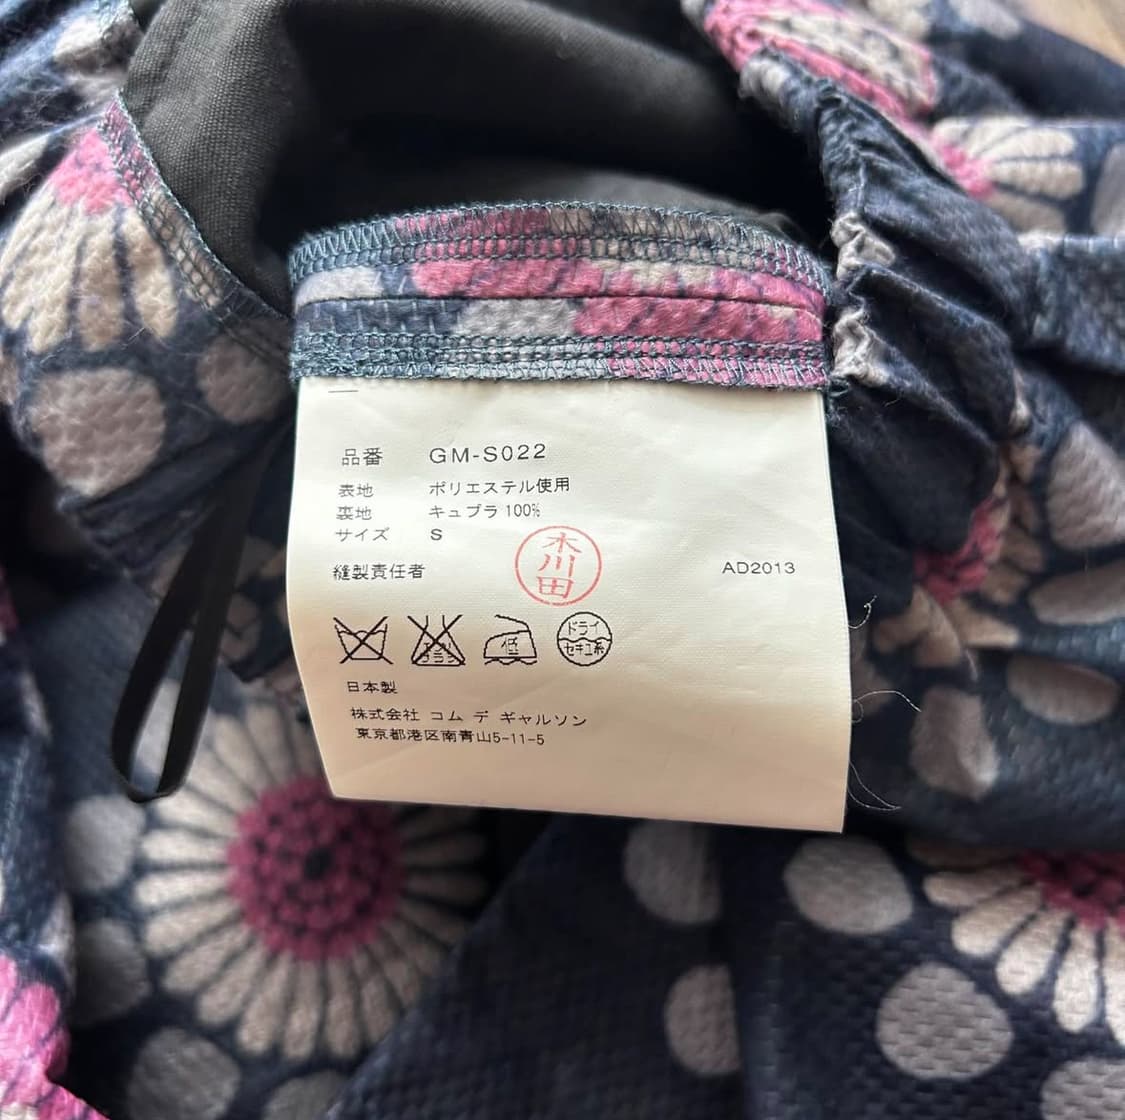 品番 GM-S022
表地 ポリエステル使用
裏地 キュプラ 100%
サイズ S
縫製責任者 木川田 AD2013
低 ドライ セキユ系
日本製
株式会社 コム デ ギャルソン
東京都港区南青山5-11-5